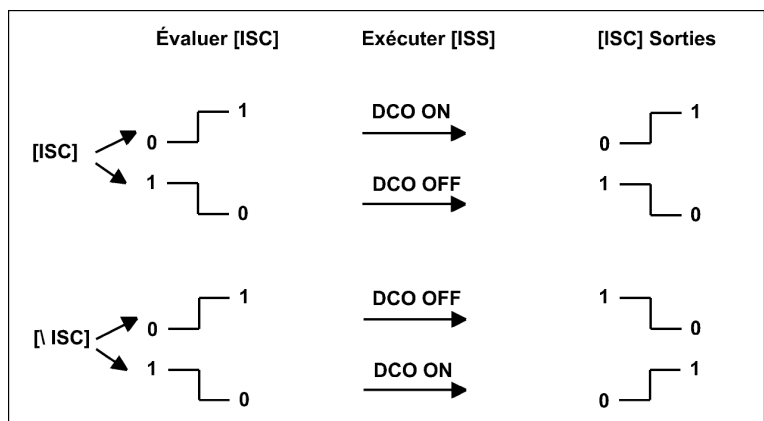 Évaluer [ISC] Exécuter [ISS] [ISC] Sorties
1 DCO ON 1
[ISC] 0 0
1 DCO OFF 1
0 0
1 DCO OFF 1
[\ ISC] 0 0
1 DCO ON 1
0 0